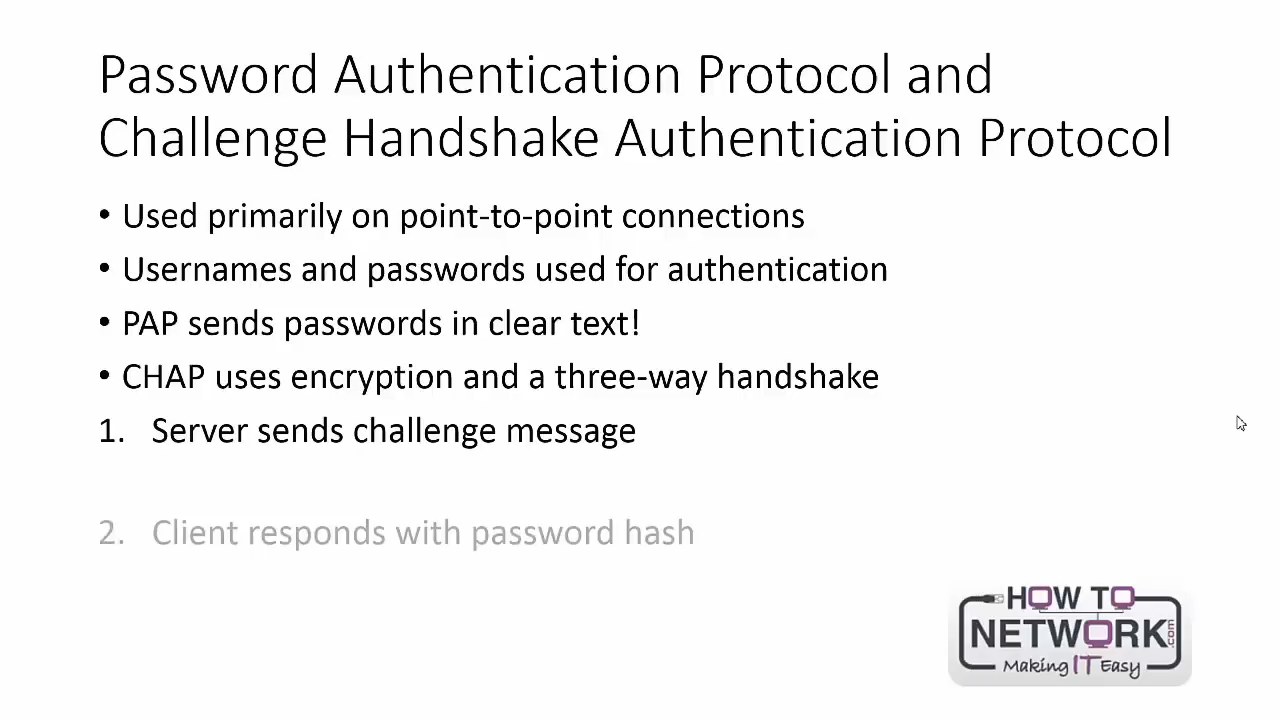 Password Authentication Protocol and
Challenge Handshake Authentication Protocol
• Used primarily on point-to-point connections
• Usernames and passwords used for authentication
• PAP sends passwords in clear text!
• CHAP uses encryption and a three-way handshake
1. Server sends challenge message
2. Client responds with password hash
HOW TO
NETWORK.com
Making IT Easy